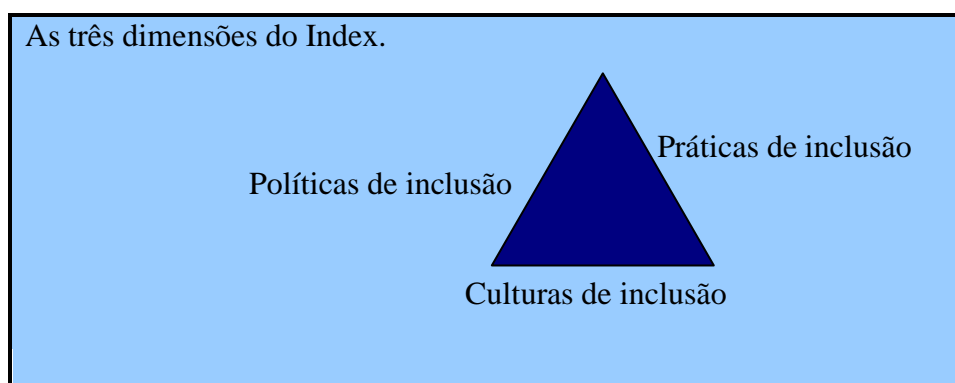 As três dimensões do Index.
Práticas de inclusão
Políticas de inclusão
Culturas de inclusão